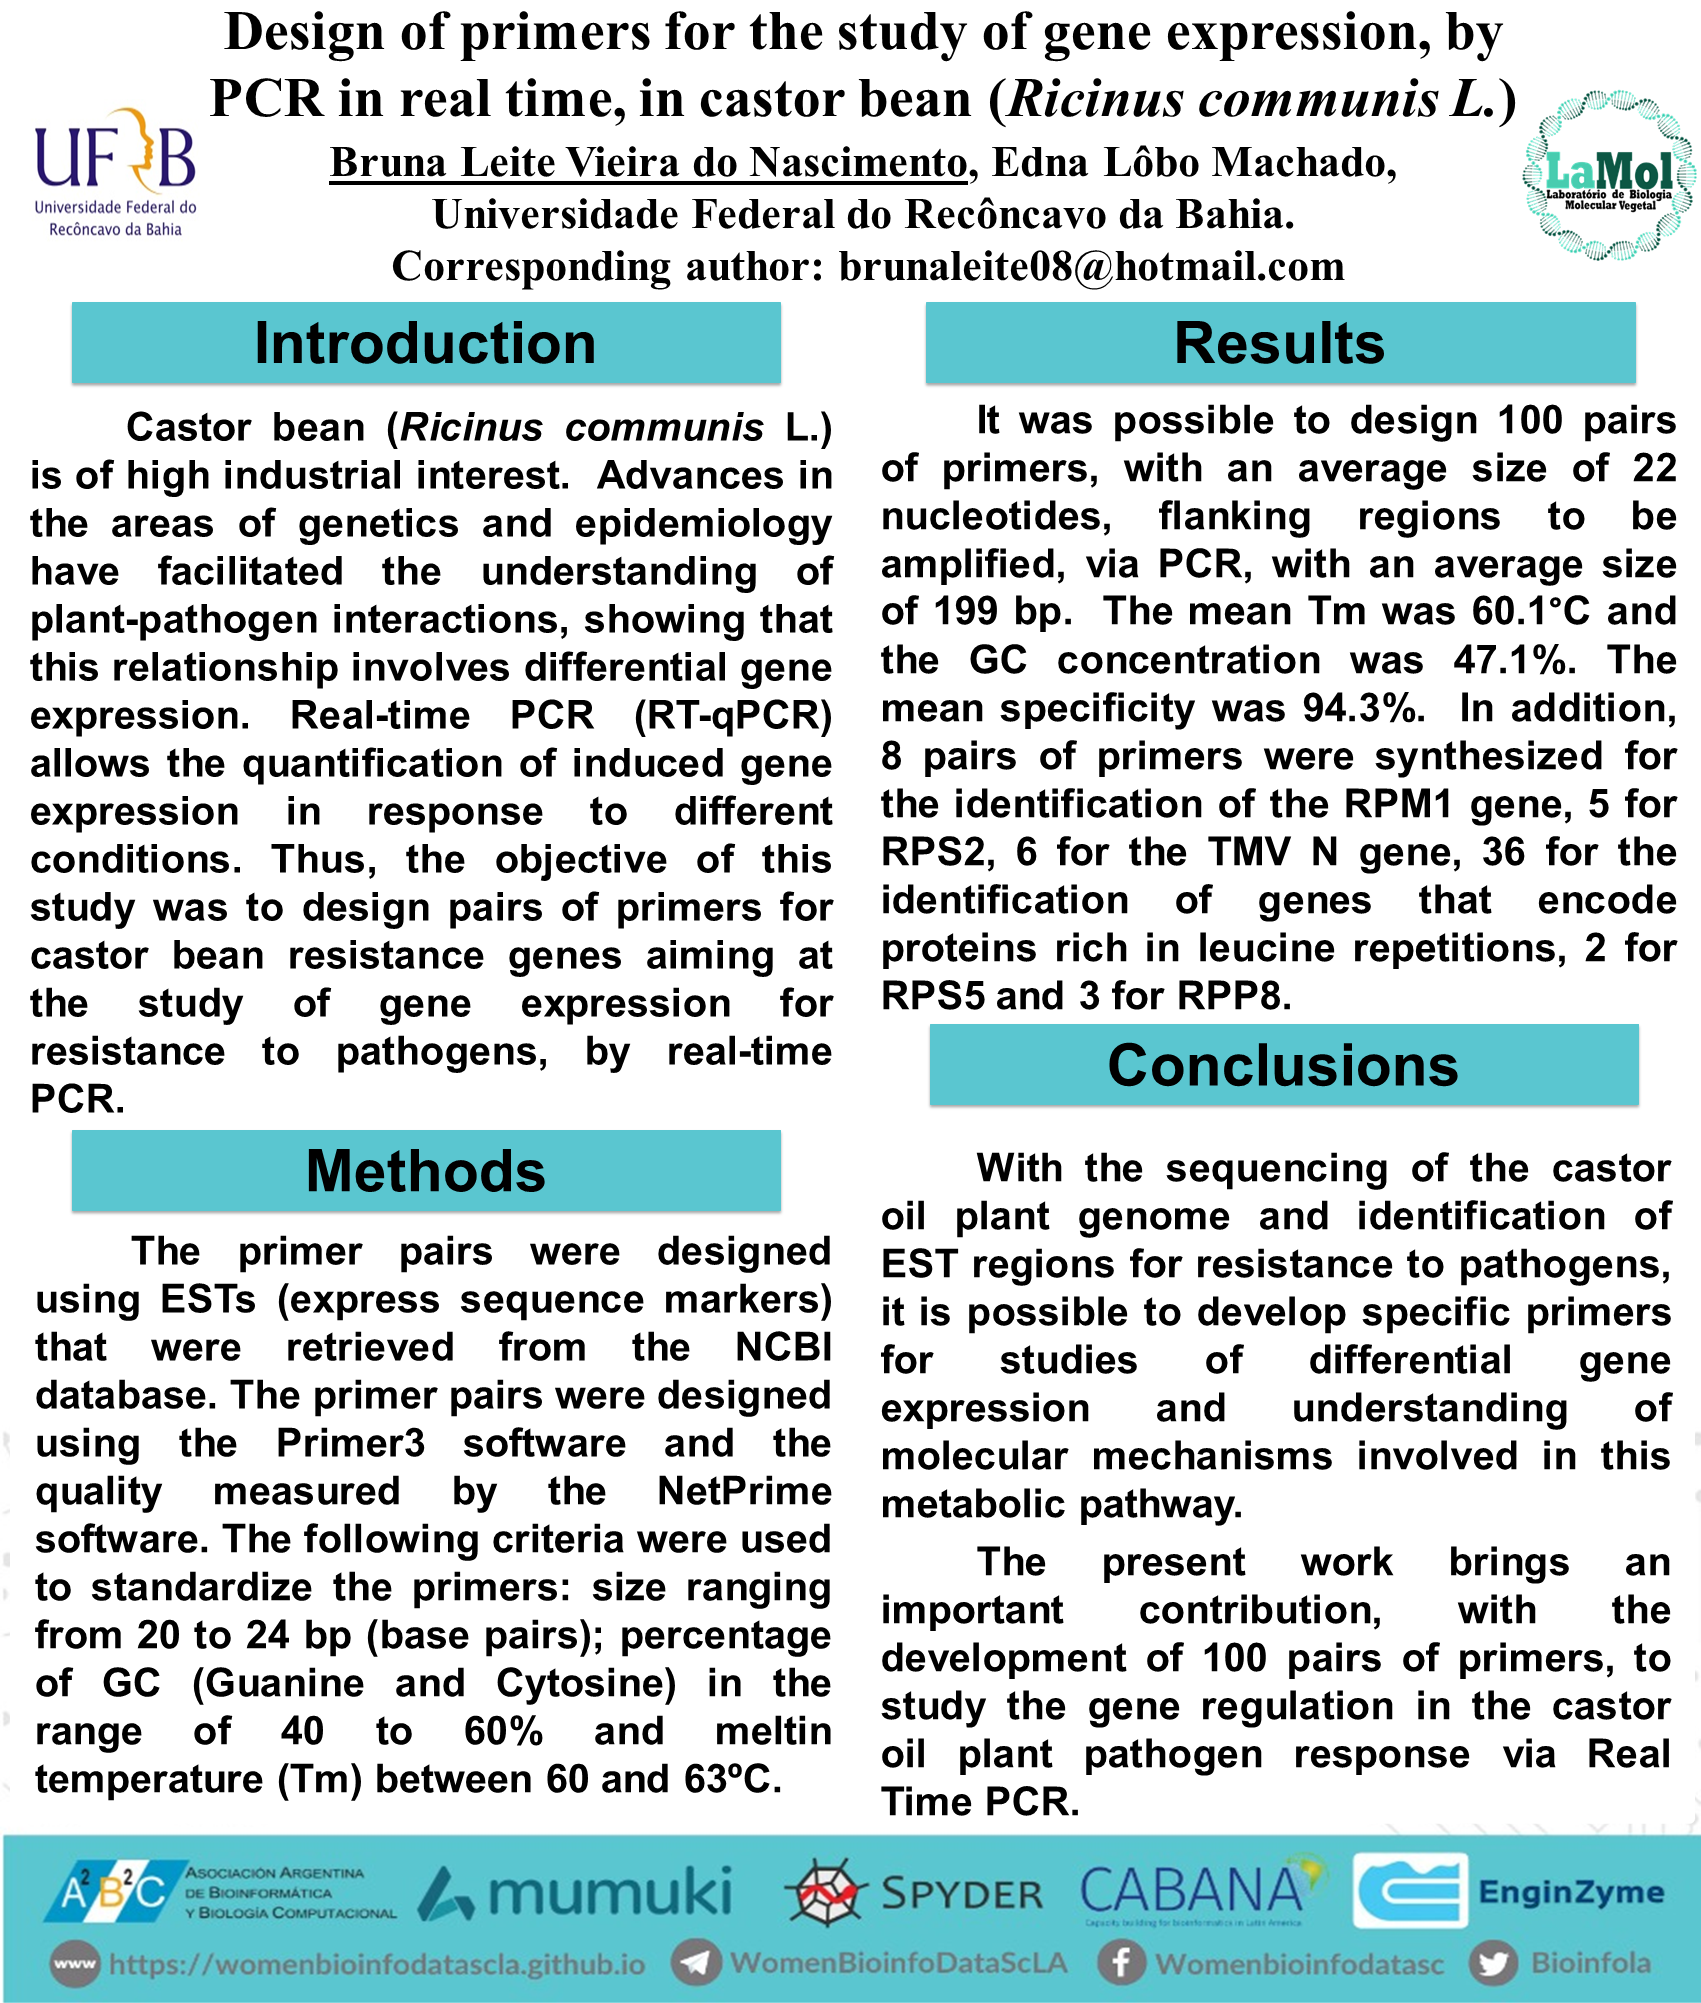 Design of primers for the study of gene expression, by
PCR in real time, in castor bean (Ricinus communis L.)
UFRB
Universidade Federal do
Recôncavo da Bahia
Bruna Leite Vieira do Nascimento, Edna Lôbo Machado,
Universidade Federal do Recôncavo da Bahia.
Corresponding author: brunaleite08@hotmail.com
LaMol
Laboratório de Biologia
Molecular Vegetal
Introduction
Castor bean (Ricinus communis L.)
is of high industrial interest. Advances in
the areas of genetics and epidemiology
have facilitated the understanding of
plant-pathogen interactions, showing that
this relationship involves differential gene
expression. Real-time PCR (RT-qPCR)
allows the quantification of induced gene
expression in response to different
conditions. Thus, the objective of this
study was to design pairs of primers for
castor bean resistance genes aiming at
the study of gene expression for
resistance to pathogens, by real-time
PCR.
Methods
The primer pairs were designed
using ESTs (express sequence markers)
that were retrieved from the NCBI
database. The primer pairs were designed
using the Primer3 software and the
quality measured by the NetPrime
software. The following criteria were used
to standardize the primers: size ranging
from 20 to 24 bp (base pairs); percentage
of GC (Guanine and Cytosine) in the
range of 40 to 60% and meltin
temperature (Tm) between 60 and 63ºC.
Results
It was possible to design 100 pairs
of primers, with an average size of 22
nucleotides, flanking regions to be
amplified, via PCR, with an average size
of 199 bp. The mean Tm was 60.1°C and
the GC concentration was 47.1%. The
mean specificity was 94.3%. In addition,
8 pairs of primers were synthesized for
the identification of the RPM1 gene, 5 for
RPS2, 6 for the TMV N gene, 36 for the
identification of genes that encode
proteins rich in leucine repetitions, 2 for
RPS5 and 3 for RPP8.
Conclusions
With the sequencing of the castor
oil plant genome and identification of
EST regions for resistance to pathogens,
it is possible to develop specific primers
for studies of differential gene
expression and understanding of
molecular mechanisms involved in this
metabolic pathway.
The present work brings an
important contribution, with the
development of 100 pairs of primers, to
study the gene regulation in the castor
oil plant pathogen response via Real
Time PCR.
A2B2C
Asociación Argentina
de Bioinformática
y Biología Computacional
mumuki
SPYDER
CABANA
Capacity building for bioinformatics in Latin America
EnginZyme
www https://womenbioinfodatascla.github.io
WomenBioinfoDataScLA
Womenbioinfodatasc
Bioinfola